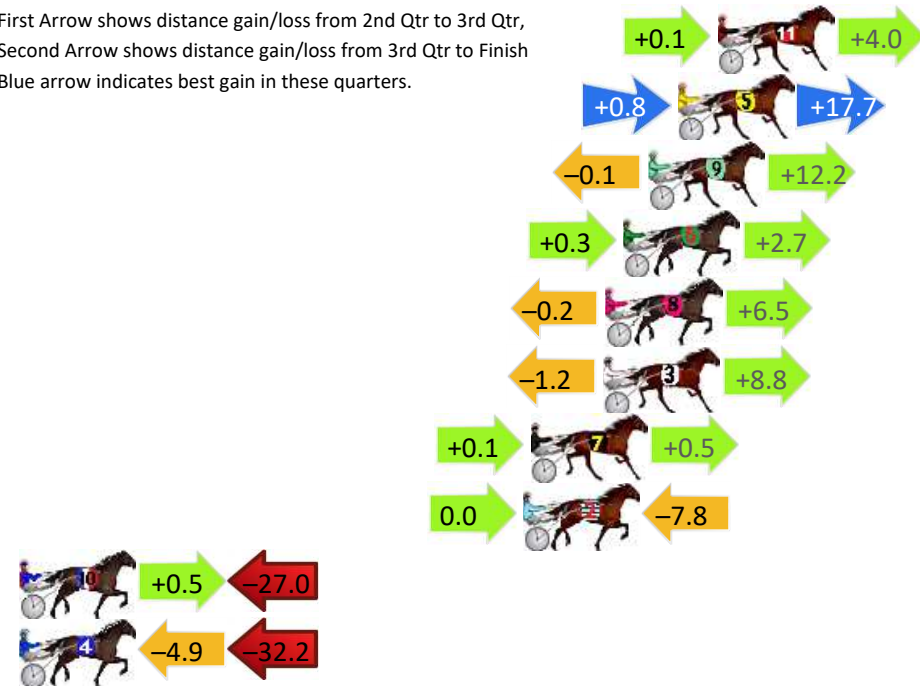 First Arrow shows distance gain/loss from 2nd Qtr to 3rd Qtr,
Second Arrow shows distance gain/loss from 3rd Qtr to Finish
Blue arrow indicates best gain in these quarters.
+0.1 11 +4.0
+0.8 5 +17.7
–0.1 9 +12.2
+0.3 6 +2.7
–0.2 8 +6.5
–1.2 3 +8.8
+0.1 7 +0.5
0.0 2 –7.8
10 +0.5 –27.0
4 –4.9 –32.2